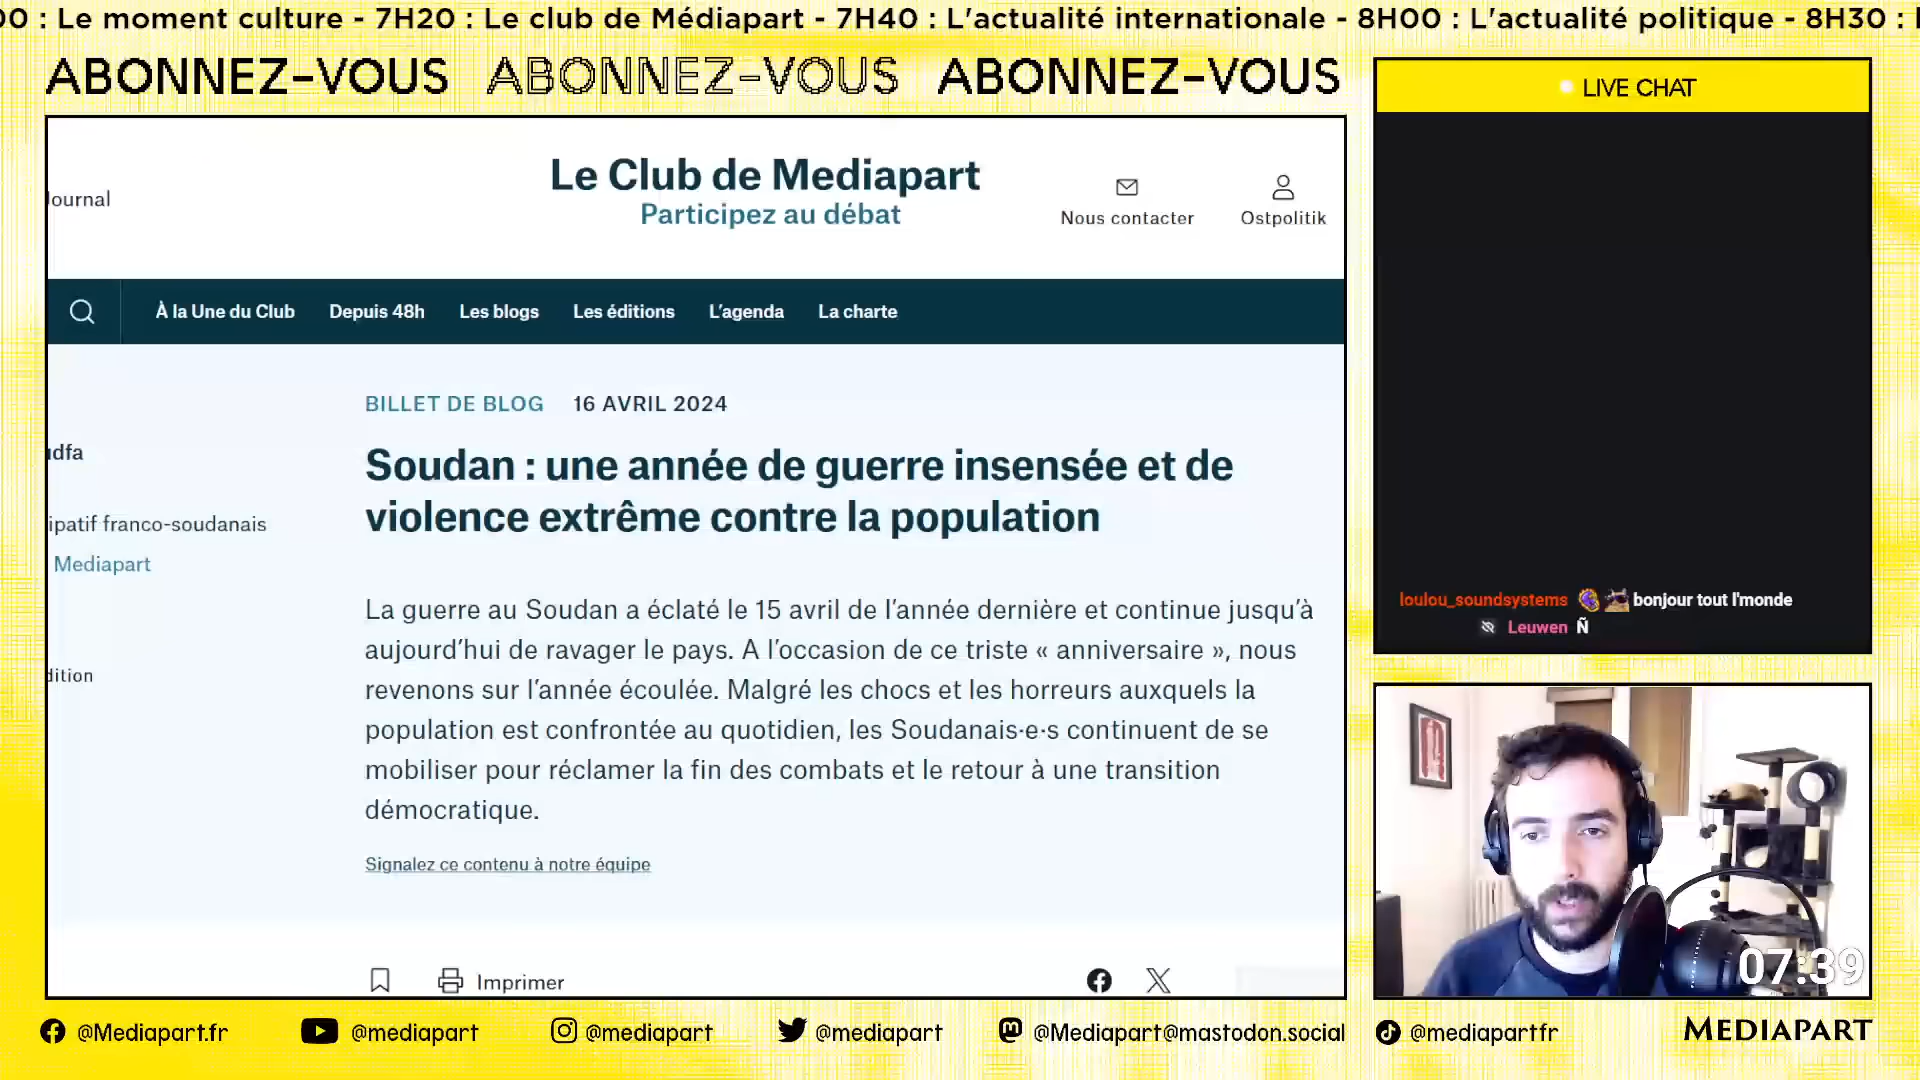 00 : Le moment culture - 7H20 : Le club de Médiapart - 7H40 : L'actualité internationale - 8H00 : L'actualité politique - 8H30 :
ABONNEZ-VOUS ABONNEZ-VOUS ABONNEZ-VOUS
LIVE CHAT
Journal
Le Club de Mediapart
Participez au débat
Nous contacter
Ostpolitik
À la Une du Club Depuis 48h Les blogs Les éditions L'agenda La charte
BILLET DE BLOG 16 AVRIL 2024
Soudan : une année de guerre insensée et de
violence extrême contre la population
udfa
ipatif franco-soudanais
Mediapart
dition
La guerre au Soudan a éclaté le 15 avril de l'année dernière et continue jusqu'à
aujourd'hui de ravager le pays. A l'occasion de ce triste « anniversaire », nous
revenons sur l'année écoulée. Malgré les chocs et les horreurs auxquels la
population est confrontée au quotidien, les Soudanais·e·s continuent de se
mobiliser pour réclamer la fin des combats et le retour à une transition
démocratique.
Signalez ce contenu à notre équipe
Imprimer
loulou_soundsystems bonjour tout l'monde
Leuwen Ñ
07:39
@Mediapart.fr @mediapart @mediapart @mediapart @Mediapart@mastodon.social @mediapartfr MEDIAPART